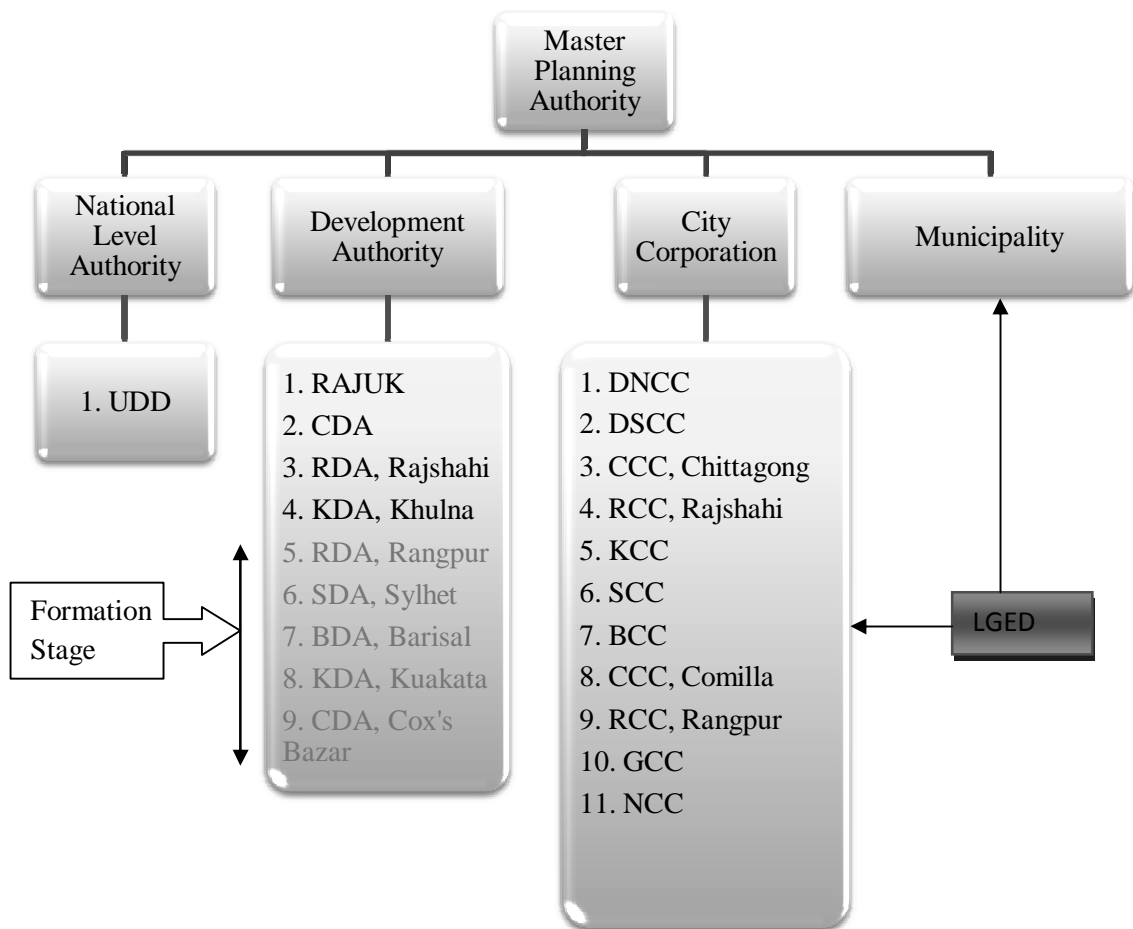 Master
Planning
Authority
National
Level
Authority
Development
Authority
City
Corporation
Municipality
1. UDD
1. RAJUK
2. CDA
3. RDA, Rajshahi
4. KDA, Khulna
5. RDA, Rangpur
6. SDA, Sylhet
7. BDA, Barisal
8. KDA, Kuakata
9. CDA, Cox's
Bazar
Formation
Stage
1. DNCC
2. DSCC
3. CCC, Chittagong
4. RCC, Rajshahi
5. KCC
6. SCC
7. BCC
8. CCC, Comilla
9. RCC, Rangpur
10. GCC
11. NCC
LGED